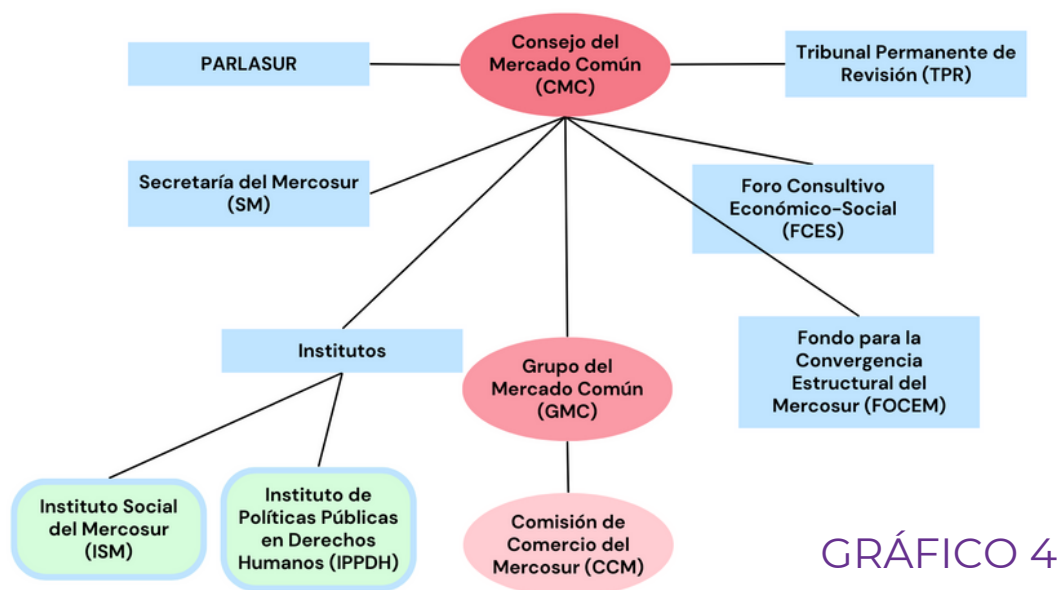 PARLASUR
Consejo del
Mercado Común
(CMC)
Tribunal Permanente de
Revisión (TPR)
Secretaría del Mercosur
(SM)
Foro Consultivo
Económico-Social
(FCES)
Institutos
Grupo del
Mercado Común
(GMC)
Fondo para la
Convergencia
Estructural del
Mercosur (FOCEM)
Instituto Social
del Mercosur
(ISM)
Instituto de
Políticas Públicas
en Derechos
Humanos (IPPDH)
Comisión de
Comercio del
Mercosur (CCM)
GRÁFICO 4